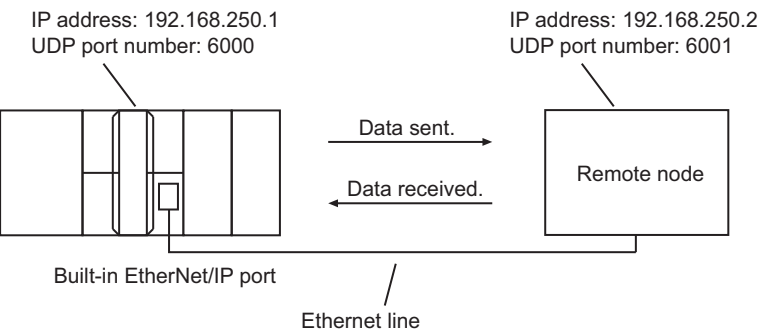 IP address: 192.168.250.1
UDP port number: 6000
IP address: 192.168.250.2
UDP port number: 6001
Data sent.
Data received.
Remote node
Built-in EtherNet/IP port
Ethernet line